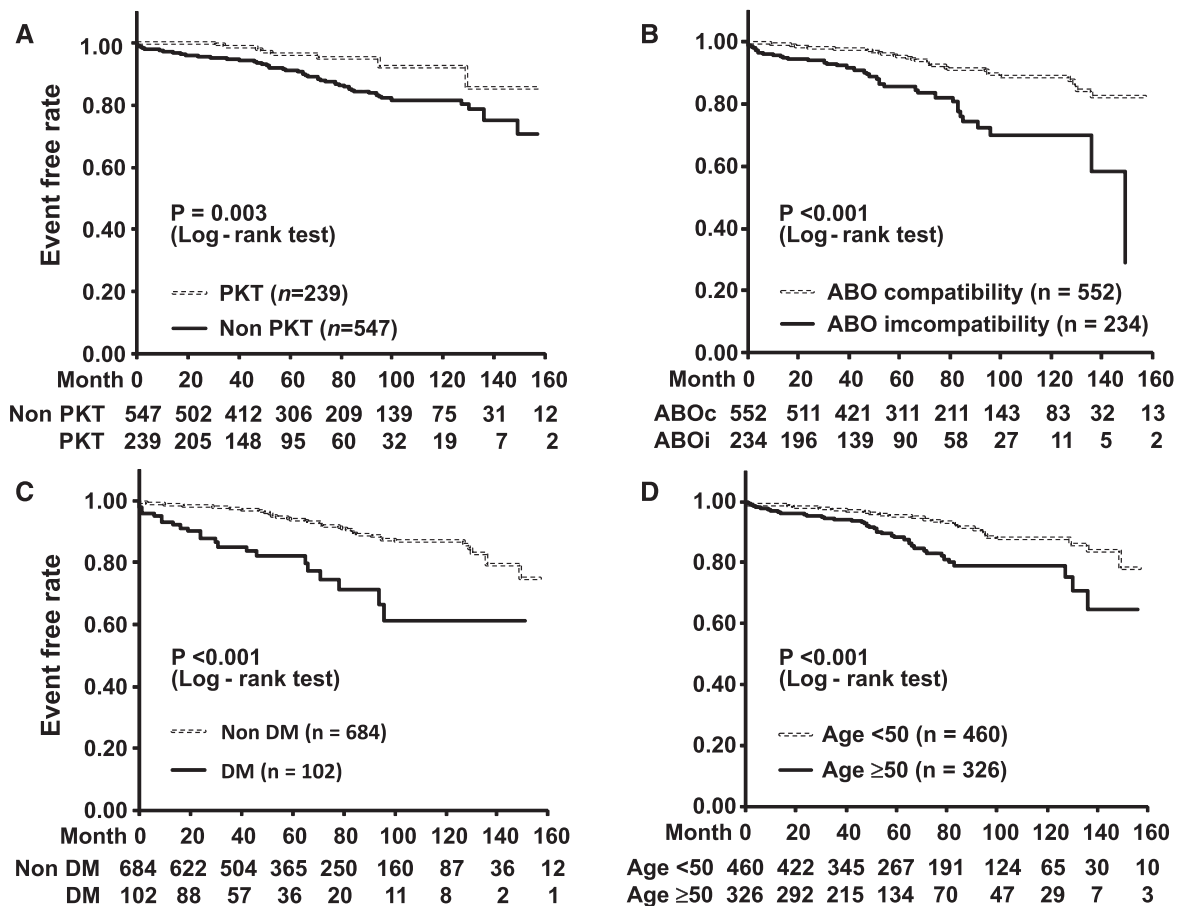 A
Event free rate
1.00
0.80
0.60
0.40
0.20
0.00
P = 0.003
(Log - rank test)
PKT (n=239)
Non PKT (n=547)
Month 0 20 40 60 80 100 120 140 160
Non PKT 547 502 412 306 209 139 75 31 12
PKT 239 205 148 95 60 32 19 7 2
B
1.00
0.80
0.60
0.40
0.20
0.00
P <0.001
(Log - rank test)
ABO compatibility (n = 552)
ABO imcompatibility (n = 234)
Month 0 20 40 60 80 100 120 140 160
ABOc 552 511 421 311 211 143 83 32 13
ABOi 234 196 139 90 58 27 11 5 2
C
Event free rate
1.00
0.80
0.60
0.40
0.20
0.00
P <0.001
(Log - rank test)
Non DM (n = 684)
DM (n = 102)
Month 0 20 40 60 80 100 120 140 160
Non DM 684 622 504 365 250 160 87 36 12
DM 102 88 57 36 20 11 8 2 1
D
1.00
0.80
0.60
0.40
0.20
0.00
P <0.001
(Log - rank test)
Age <50 (n = 460)
Age ≥50 (n = 326)
Month 0 20 40 60 80 100 120 140 160
Age <50 460 422 345 267 191 124 65 30 10
Age ≥50 326 292 215 134 70 47 29 7 3